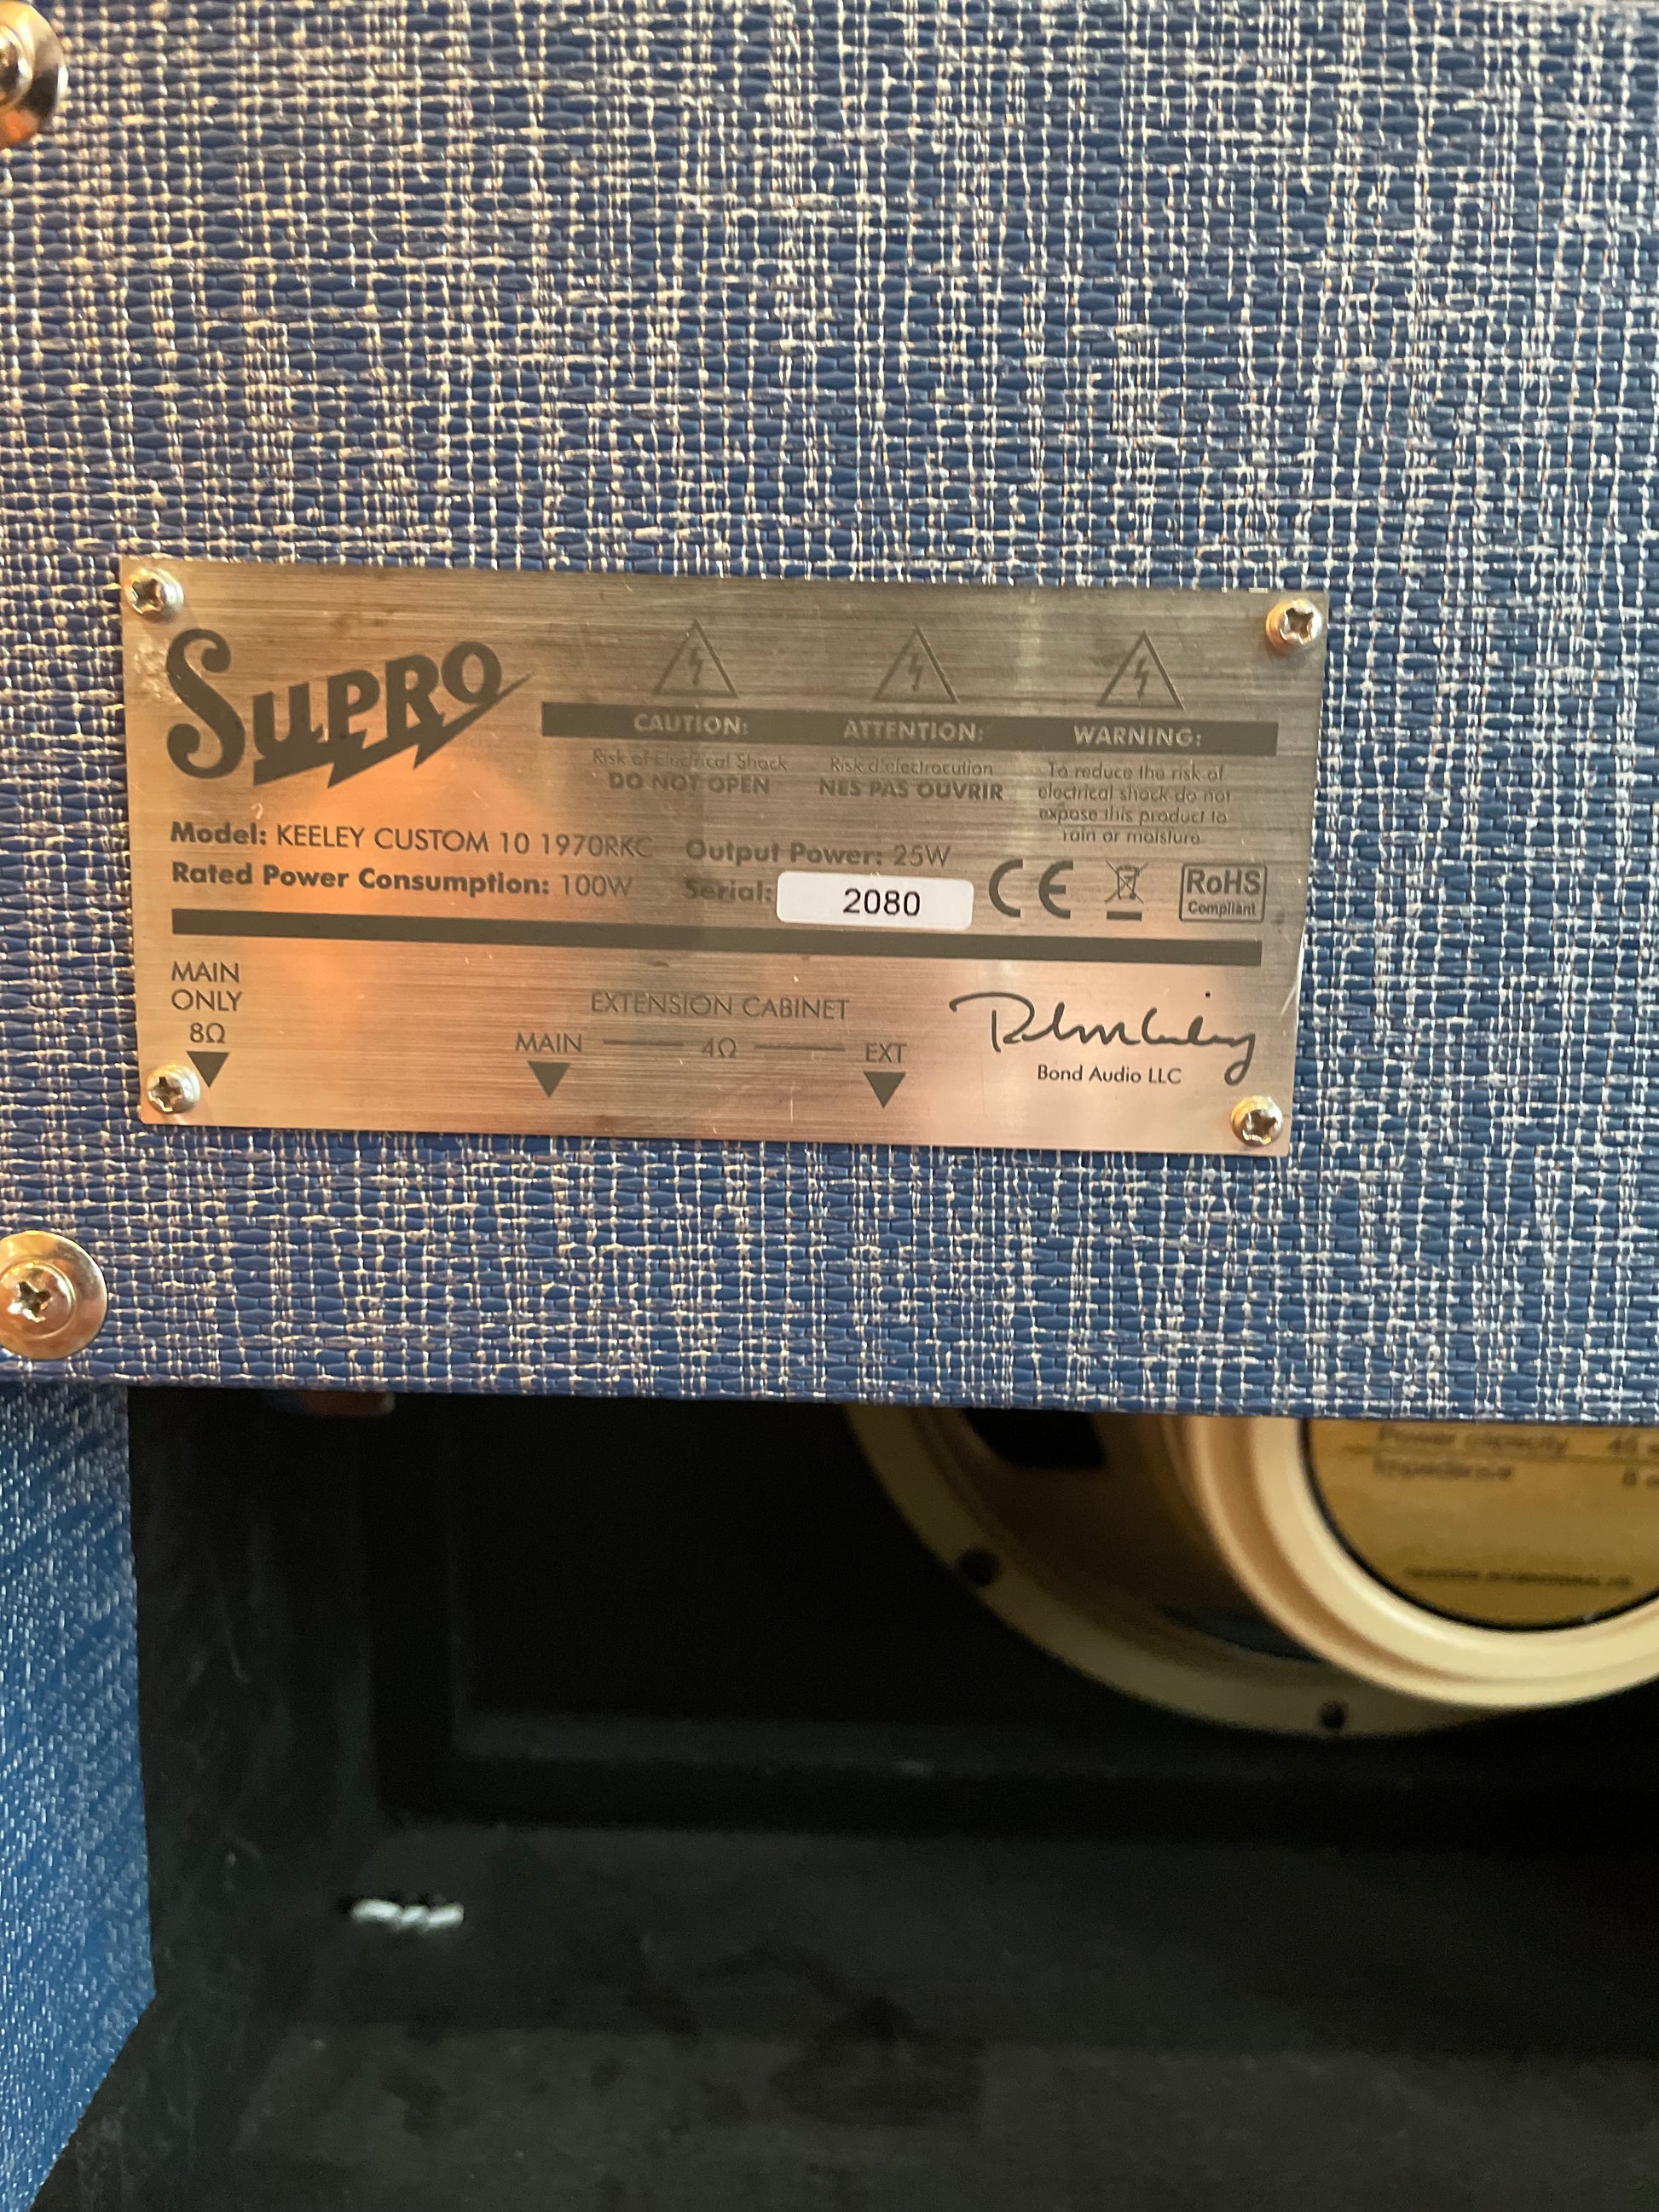 SUPRO
CAUTION:
Risk of Electrical Shock
DO NOT OPEN
ATTENTION:
Risk d'electrocution
NES PAS OUVRIR
WARNING:
To reduce the risk of
electrical shock do not
expose this product to
rain or moisture
Model: KEELEY CUSTOM 10 1970RKC
Output Power: 25W
Rated Power Consumption: 100W
Serial: 2080
CE
RoHS
Compliant
MAIN
ONLY
8Ω
EXTENSION CABINET
MAIN 4Ω EXT
Bond Audio LLC
Power capacity
Impedance